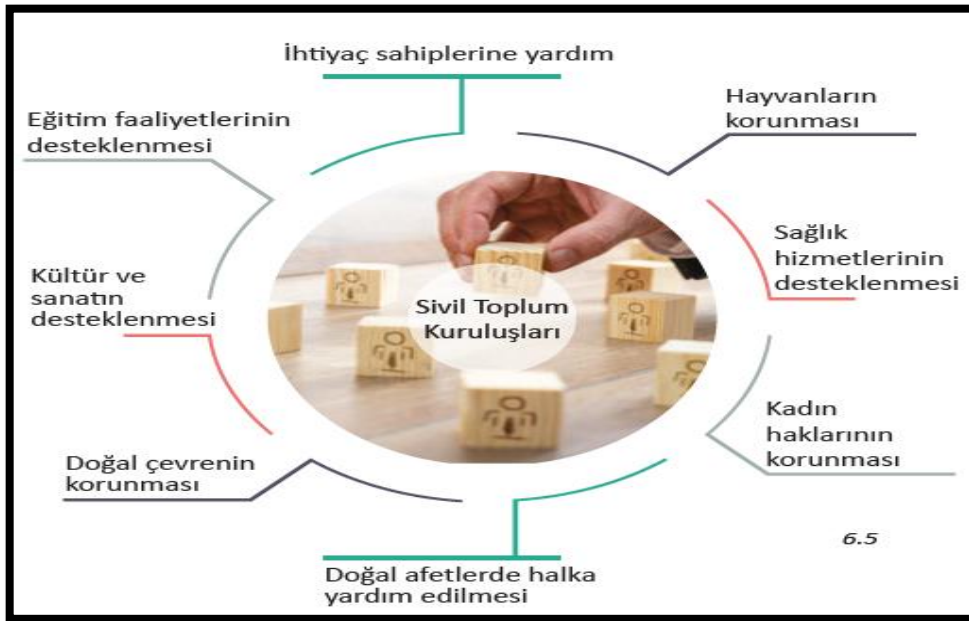 İhtiyaç sahiplerine yardım
Hayvanların
korunması
Sağlık
hizmetlerinin
desteklenmesi
Kadın
haklarının
korunması
Doğal afetlerde halka
yardım edilmesi
Doğal çevrenin
korunması
Kültür ve
sanatın
desteklenmesi
Eğitim faaliyetlerinin
desteklenmesi
Sivil Toplum
Kuruluşları
6.5